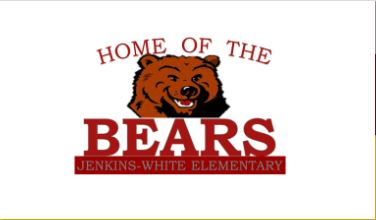 HOME OF THE
BEARS
JENKINS-WHITE ELEMENTARY